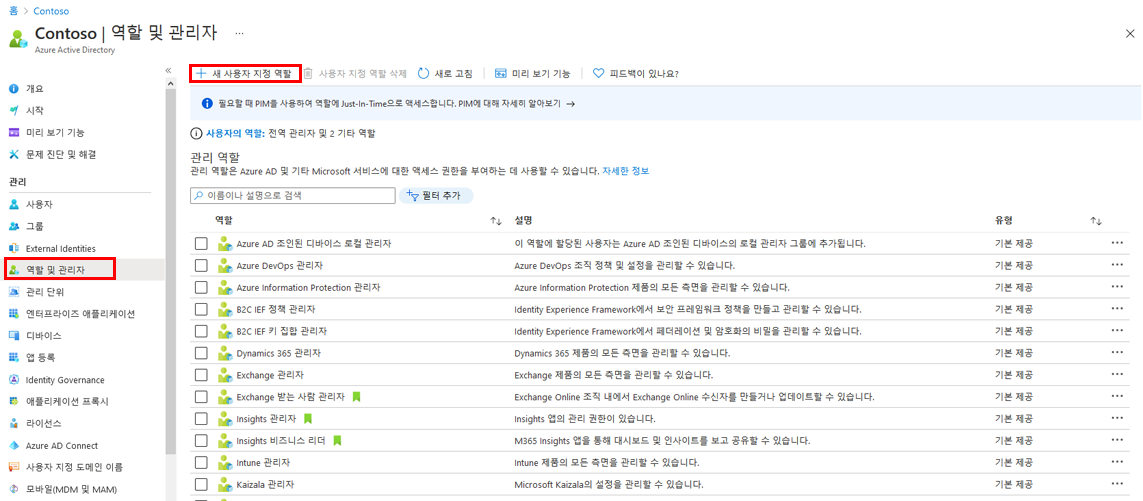 홈 > Contoso
Contoso | 역할 및 관리자 ...
Azure Active Directory
새 사용자 지정 역할 사용자 지정 역할 삭제 새로 고침 미리 보기 기능 피드백이 있나요?
필요할 때 PIM을 사용하여 역할에 Just-In-Time으로 액세스합니다. PIM에 대해 자세히 알아보기 →
사용자의 역할: 전역 관리자 및 2 기타 역할
관리 역할
관리 역할은 Azure AD 및 기타 Microsoft 서비스에 대한 액세스 권한을 부여하는 데 사용할 수 있습니다. 자세한 정보
이름이나 설명으로 검색 필터 추가
개요
시작
미리 보기 기능
문제 진단 및 해결
관리
사용자
그룹
External Identities
역할 및 관리자
관리 단위
엔터프라이즈 애플리케이션
디바이스
앱 등록
Identity Governance
애플리케이션 프록시
라이선스
Azure AD Connect
사용자 지정 도메인 이름
모바일(MDM 및 MAM)
역할 설명 유형
Azure AD 조인된 디바이스 로컬 관리자 이 역할에 할당된 사용자는 Azure AD 조인된 디바이스의 로컬 관리자 그룹에 추가됩니다. 기본 제공
Azure DevOps 관리자 Azure DevOps 조직 정책 및 설정을 관리할 수 있습니다. 기본 제공
Azure Information Protection 관리자 Azure Information Protection 제품의 모든 측면을 관리할 수 있습니다. 기본 제공
B2C IEF 정책 관리자 Identity Experience Framework에서 보안 프레임워크 정책을 만들고 관리할 수 있습니다. 기본 제공
B2C IEF 키 집합 관리자 Identity Experience Framework에서 페더레이션 및 암호화의 비밀을 관리할 수 있습니다. 기본 제공
Dynamics 365 관리자 Dynamics 365 제품의 모든 측면을 관리할 수 있습니다. 기본 제공
Exchange 관리자 Exchange 제품의 모든 측면을 관리할 수 있습니다. 기본 제공
Exchange 받는 사람 관리자 Exchange Online 조직 내에서 Exchange Online 수신자를 만들거나 업데이트할 수 있습니다. 기본 제공
Insights 관리자 Insights 앱의 관리 권한이 있습니다. 기본 제공
Insights 비즈니스 리더 M365 Insights 앱을 통해 대시보드 및 인사이트를 보고 공유할 수 있습니다. 기본 제공
Intune 관리자 Intune 제품의 모든 측면을 관리할 수 있습니다. 기본 제공
Kaizala 관리자 Microsoft Kaizala의 설정을 관리할 수 있습니다. 기본 제공